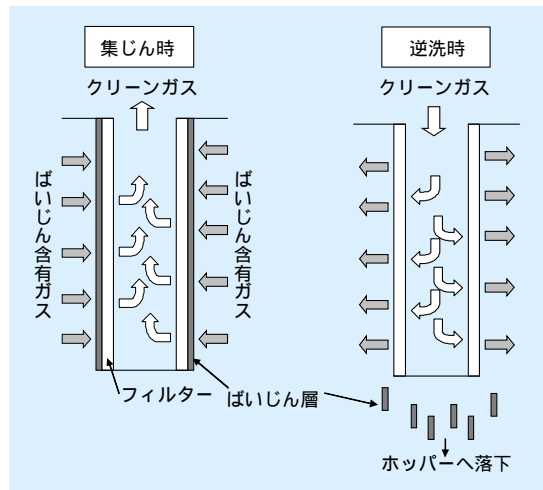 集じん時
クリーンガス
ばいじん含有ガス
ばいじん含有ガス
フィルター
ばいじん層
逆洗時
クリーンガス
ホッパーへ落下